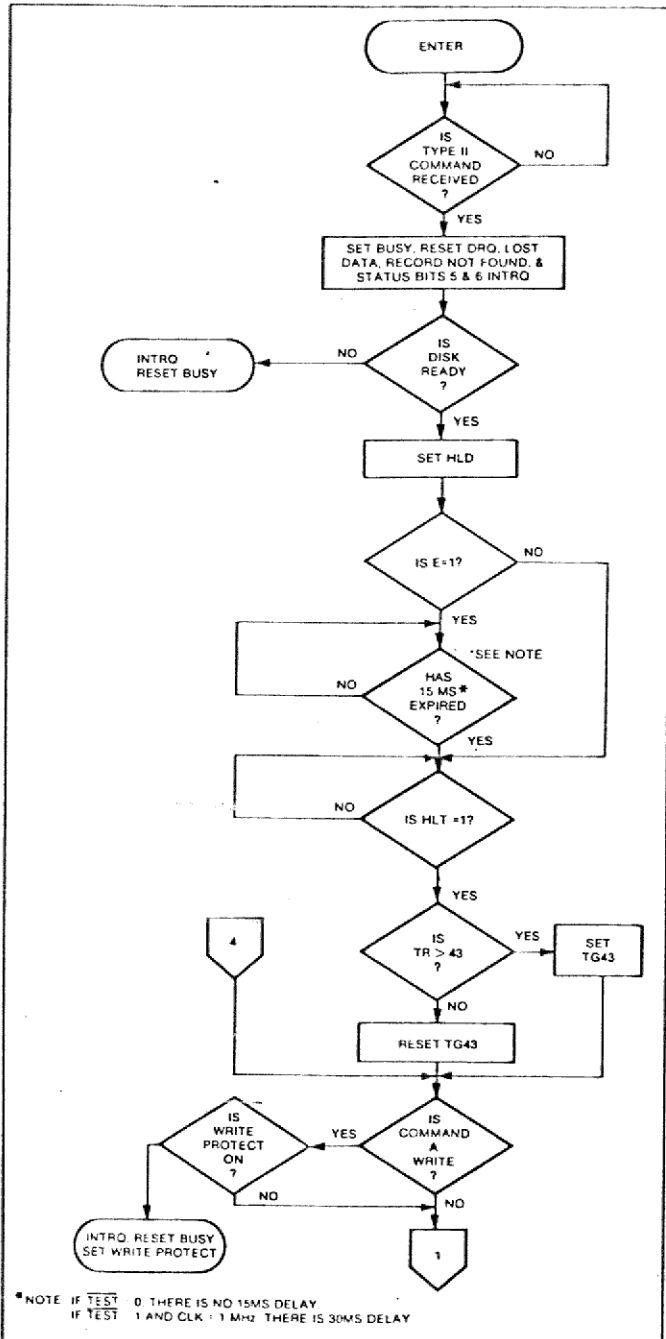 ENTER
IS
TYPE II
COMMAND
RECEIVED
?
NO
YES
SET BUSY, RESET DRQ, LOST
DATA, RECORD NOT FOUND, &
STATUS BITS 5 & 6 INTRQ
IS
DISK
READY
?
NO
INTRQ
RESET BUSY
YES
SET HLD
IS E=1?
NO
YES
*SEE NOTE
HAS
15 MS*
EXPIRED
?
NO
YES
IS HLT =1?
NO
YES
4
IS
TR > 43
?
YES
SET
TG43
NO
RESET TG43
IS
COMMAND
A
WRITE
?
YES
IS
WRITE
PROTECT
ON
?
NO
NO
INTRQ, RESET BUSY
SET WRITE PROTECT
1
*NOTE IF TEST 0, THERE IS NO 15MS DELAY
IF TEST 1 AND CLK = 1 MHz THERE IS 30MS DELAY